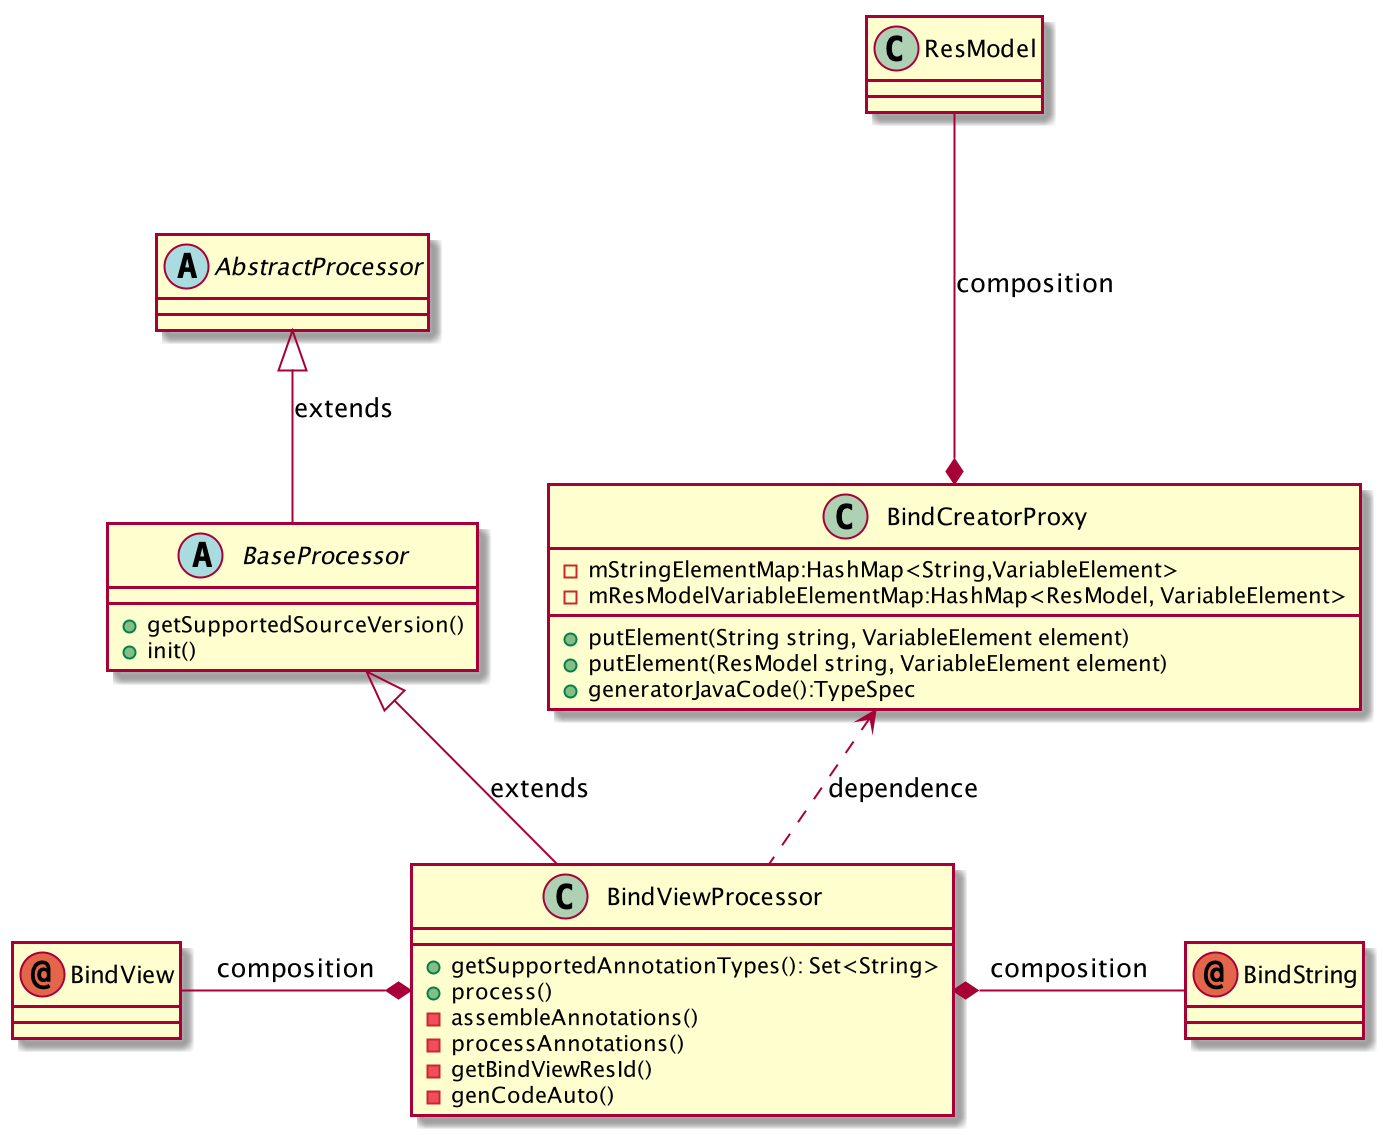 C ResModel
composition
A AbstractProcessor
extends
A BaseProcessor
getSupportedSourceVersion()
init()
C BindCreatorProxy
mStringElementMap:HashMap<String,VariableElement>
mResModelVariableElementMap:HashMap<ResModel, VariableElement>
putElement(String string, VariableElement element)
putElement(ResModel string, VariableElement element)
generatorJavaCode():TypeSpec
extends
dependence
C BindViewProcessor
getSupportedAnnotationTypes(): Set<String>
process()
assembleAnnotations()
processAnnotations()
getBindViewResId()
genCodeAuto()
@ BindView
composition
composition
@ BindString